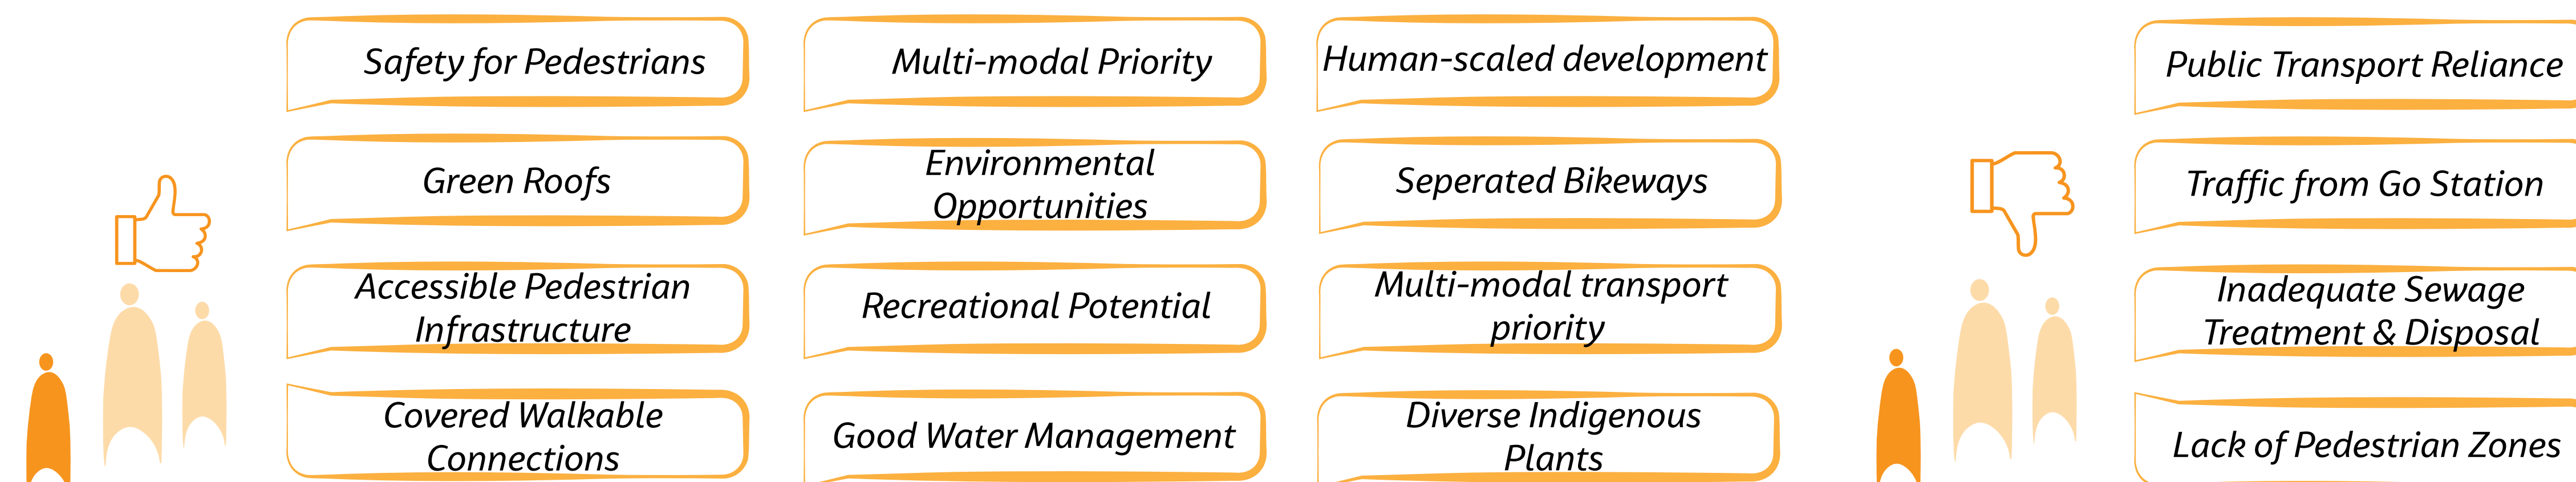 Safety for Pedestrians
Multi-modal Priority
Human-scaled development
Public Transport Reliance
Green Roofs
Environmental
Opportunities
Seperated Bikeways
Traffic from Go Station
Accessible Pedestrian
Infrastructure
Recreational Potential
Multi-modal transport
priority
Inadequate Sewage
Treatment & Disposal
Covered Walkable
Connections
Good Water Management
Diverse Indigenous
Plants
Lack of Pedestrian Zones